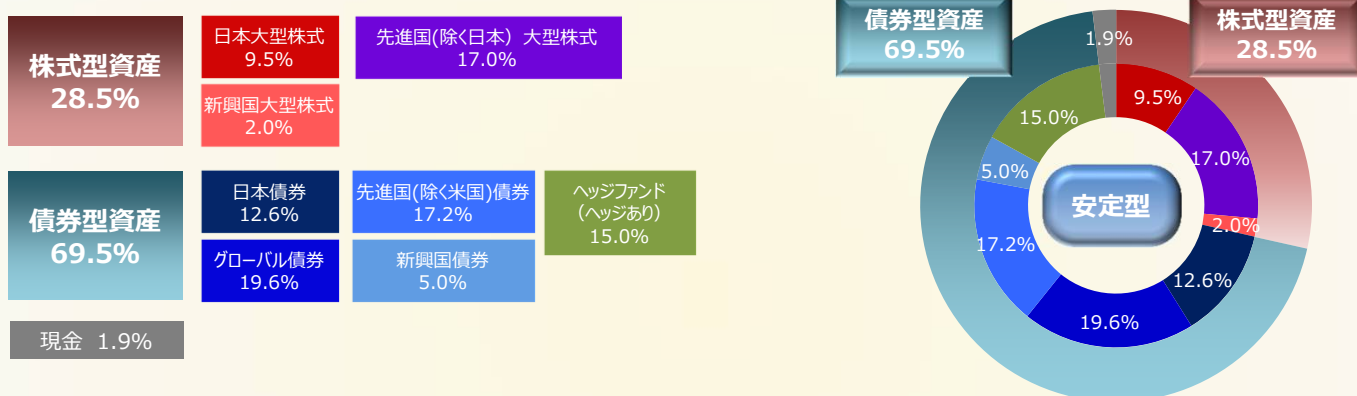 株式型資産
28.5%
日本大型株式
9.5%
先進国(除く日本）大型株式
17.0%
新興国大型株式
2.0%
債券型資産
69.5%
日本債券
12.6%
先進国(除く米国)債券
17.2%
ヘッジファンド
（ヘッジあり）
15.0%
グローバル債券
19.6%
新興国債券
5.0%
現金 1.9%
債券型資産
69.5%
株式型資産
28.5%
1.9%
9.5%
17.0%
2.0%
12.6%
19.6%
17.2%
5.0%
15.0%
安定型